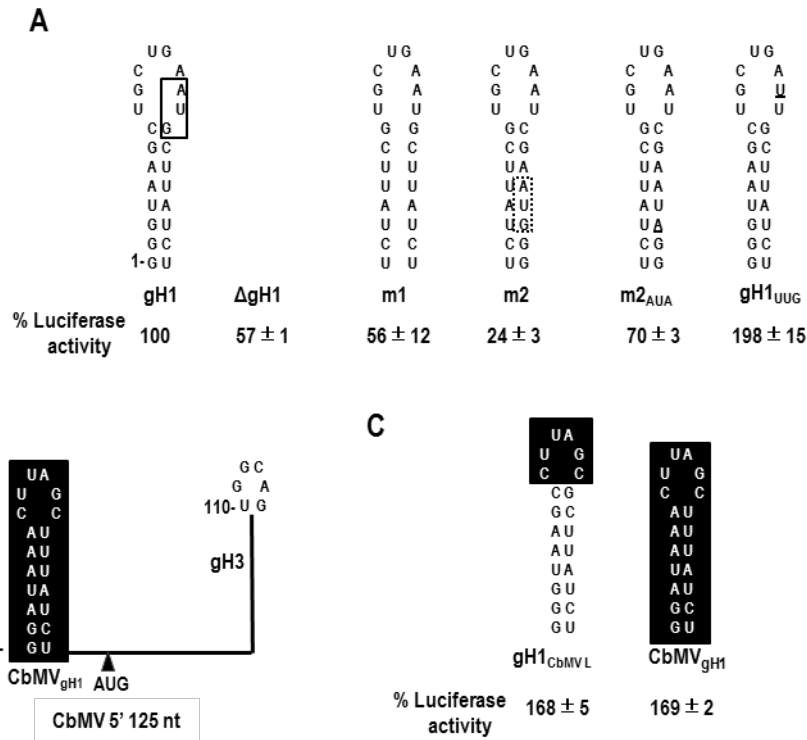 A
U G U G U G U G U G
C A C A C A C A C A
G A G A G A G A G U
U U U U U U U U U U
C G G G G C G C C G
G C C C C G C G G C
A U U U U A U A A U
A U U U U A U A A U
U A A A A U A U U A
G U U U U G U A G U
G C C C C G C G G C
1- G U U U U G U G G U
gH1 ΔgH1 m1 m2 m2AUA gH1UUG
% Luciferase activity 100 57 ± 1 56 ± 12 24 ± 3 70 ± 3 198 ± 15
U A
U G
C C
A U
A U
A U
U A
A U
G C
G U
CbMVgH1
AUG
G C
G A
110- U G
gH3
CbMV 5' 125 nt
C
U A
U G
C C
C G
G C
A U
A U
U A
G U
G C
G U
gH1CbMV L
U A
U G
C C
A U
A U
A U
U A
A U
G C
G U
CbMVgH1
% Luciferase activity 168 ± 5 169 ± 2